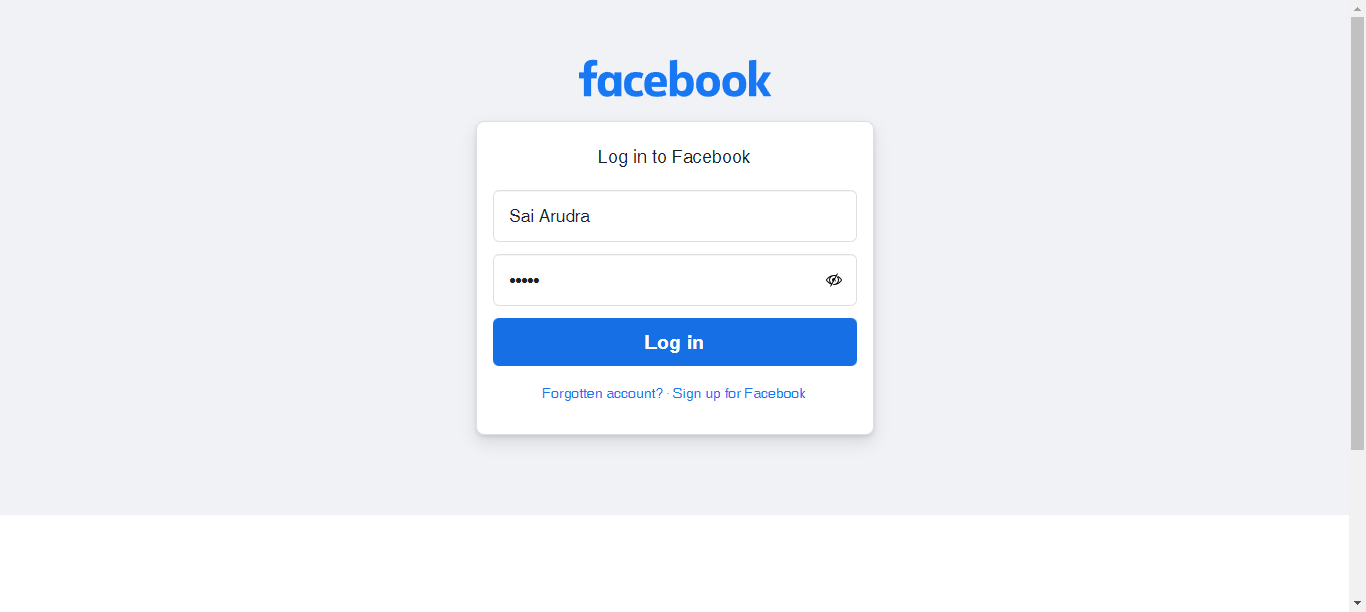 facebook
Log in to Facebook
Sai Arudra
•••••
Log in
Forgotten account? · Sign up for Facebook